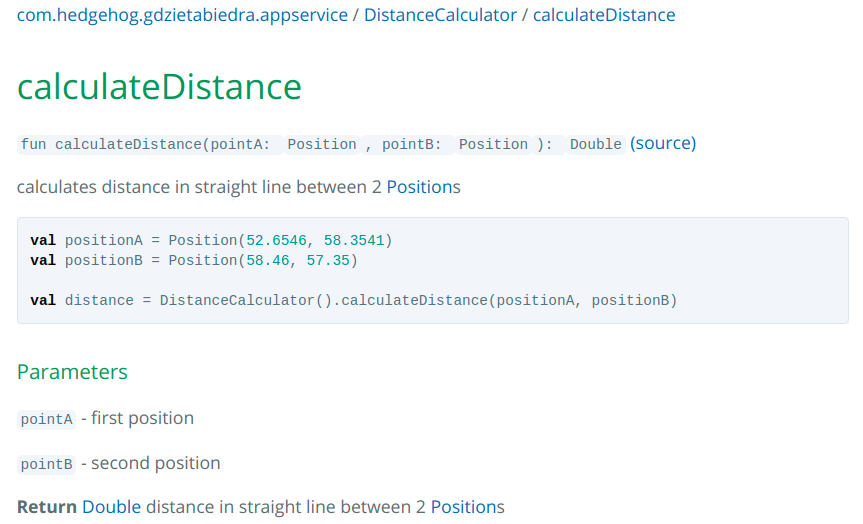 com.hedgehog.gdzietabiedra.appservice / DistanceCalculator / calculateDistance
calculateDistance
fun calculateDistance(pointA: Position , pointB: Position ): Double (source)
calculates distance in straight line between 2 Positions
val positionA = Position(52.6546, 58.3541)
val positionB = Position(58.46, 57.35)
val distance = DistanceCalculator().calculateDistance(positionA, positionB)
Parameters
pointA - first position
pointB - second position
Return Double distance in straight line between 2 Positions